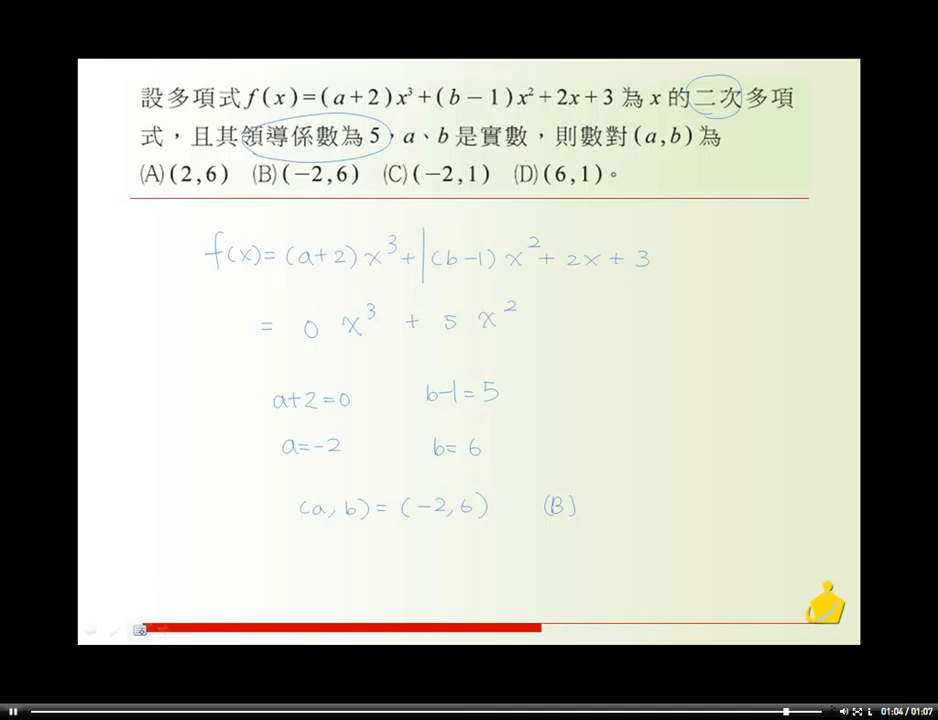 設多項式 f(x)=(a+2)x³+(b−1)x²+2x+3 為 x 的二次多項
式，且其領導係數為 5，a、b 是實數，則數對 (a,b) 為
(A)(2,6) (B)(−2,6) (C)(−2,1) (D)(6,1)。
f(x)=(a+2)x³+|(b-1)x²+2x+3
= 0 x³ + 5 x²
a+2=0 b-1=5
a=-2 b=6
(a,b)=(-2,6) (B)
01:04 / 01:07